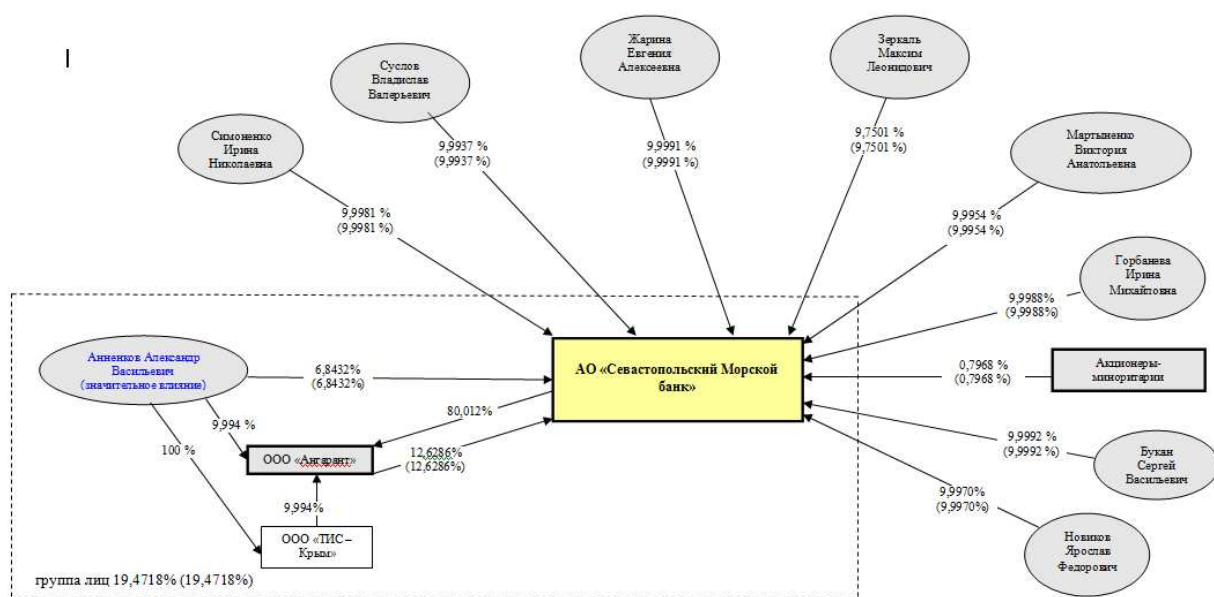 Жарина
Евгения
Алексеевна
Зеркаль
Максим
Леонидович
Суслов
Владислав
Валерьевич
Симоненко
Ирина
Николаевна
Мартыненко
Виктория
Анатольевна
9,9937 %
(9,9937 %)
9,9991 %
(9,9991 %)
9,7501 %
(9,7501 %)
9,9981 %
(9,9981 %)
9,9954 %
(9,9954 %)
Горбанева
Ирина
Михайловна
9,9988%
(9,9988%)
Анненков Александр
Васильевич
(значительное влияние)
6,8432%
(6,8432%)
АО «Севастопольский Морской
банк»
0,7968 %
(0,7968 %)
Акционеры-
миноритарии
80,012%
9,994 %
100 %
ООО «Ангарант»
12,6286%
(12,6286%)
9,9992 %
(9,9992 %)
Букан
Сергей
Васильевич
9,994%
9,9970%
(9,9970%)
ООО «ТИС –
Крым»
Новиков
Ярослав
Федорович
группа лиц 19,4718% (19,4718%)